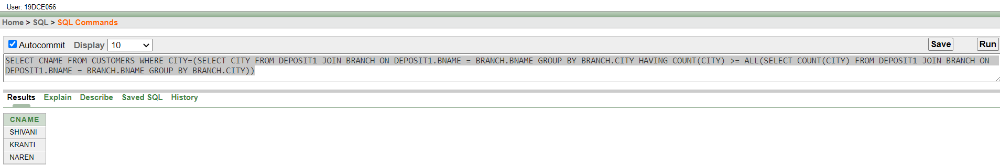 User: 19DCE056
Home > SQL > SQL Commands
Autocommit Display 10 Save Run
SELECT CNAME FROM CUSTOMERS WHERE CITY=(SELECT CITY FROM DEPOSIT1 JOIN BRANCH ON DEPOSIT1.BNAME = BRANCH.BNAME GROUP BY BRANCH.CITY HAVING COUNT(CITY) >= ALL(SELECT COUNT(CITY) FROM DEPOSIT1 JOIN BRANCH ON
DEPOSIT1.BNAME = BRANCH.BNAME GROUP BY BRANCH.CITY))
Results Explain Describe Saved SQL History
CNAME
SHIVANI
KRANTI
NAREN